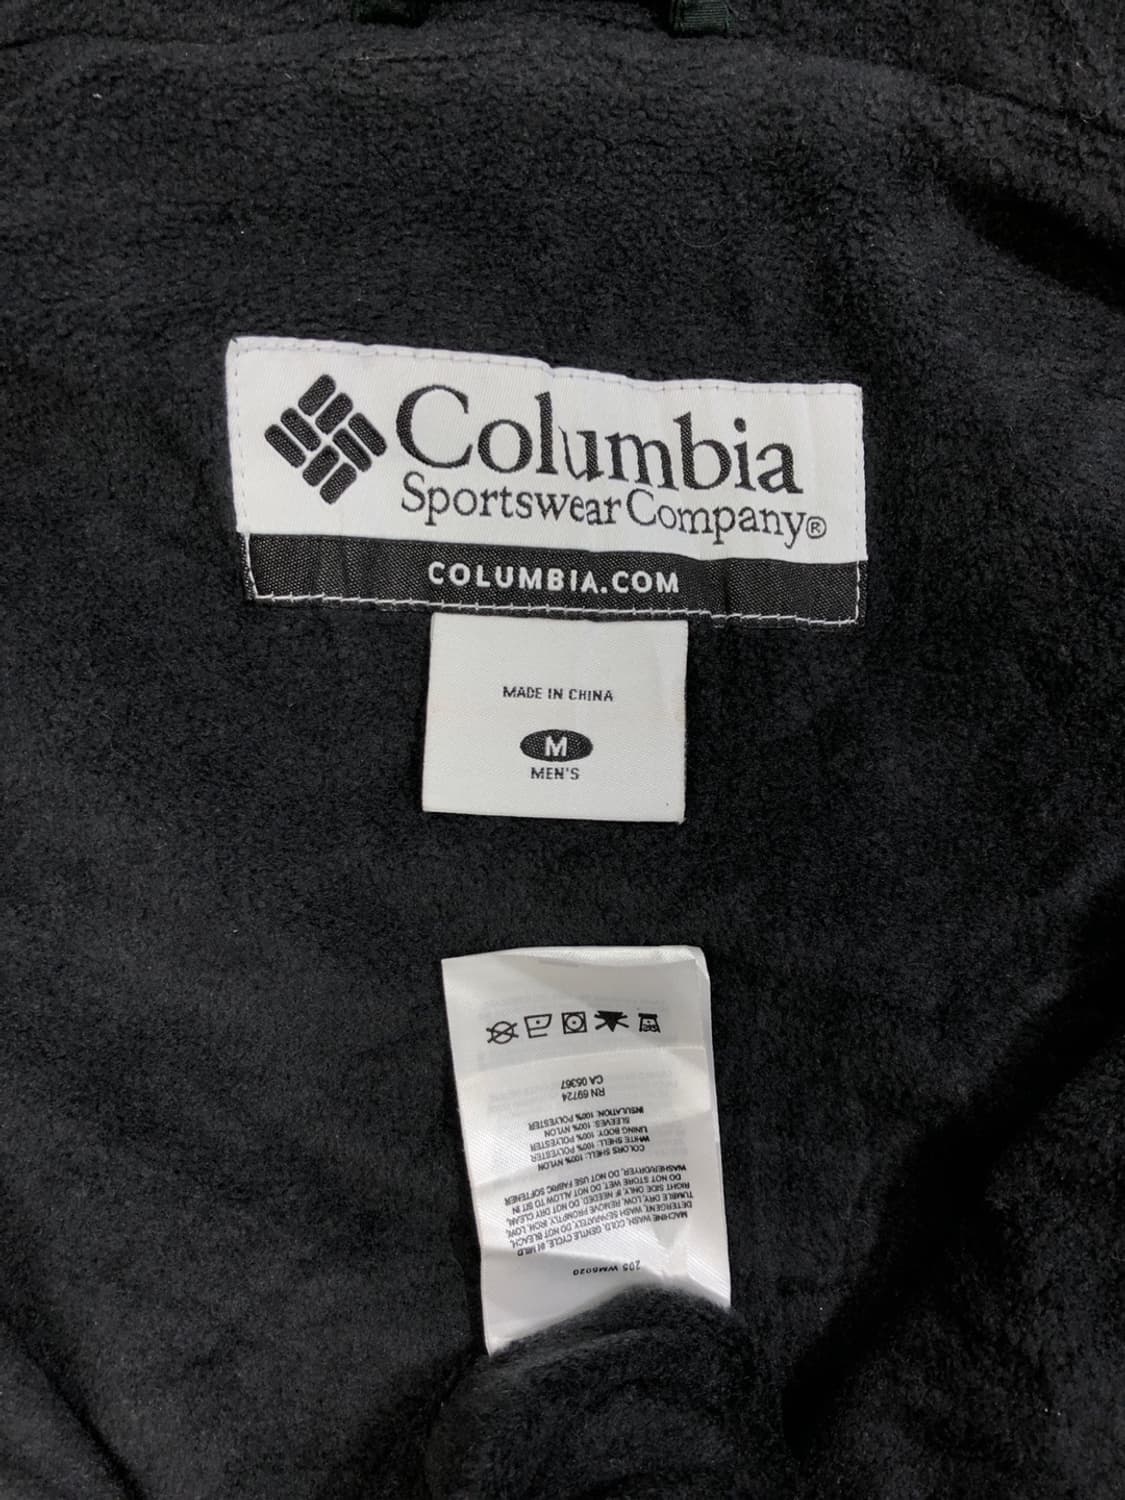 Columbia
Sportswear Company®
COLUMBIA.COM
MADE IN CHINA
M
MEN'S
205 WM6020
MACHINE WASH, COLD, GENTLE CYCLE, IN MILD
DETERGENT, WASH SEPARATELY, DO NOT BLEACH,
TUMBLE DRY, LOW, REMOVE PROMPTLY, IRON, LOW,
RIGHT SIDE ONLY, IF NEEDED, DO NOT DRY CLEAN,
DO NOT STORE WET, DO NOT ALLOW TO SIT IN
WASHER/DRYER, DO NOT USE FABRIC SOFTENER
COLORS SHELL: 100% NYLON
WHITE SHELL: 100% POLYESTER
LINING BODY: 100% POLYESTER
SLEEVES: 100% NYLON
INSULATION: 100% POLYESTER
RN 69724
CA 05367